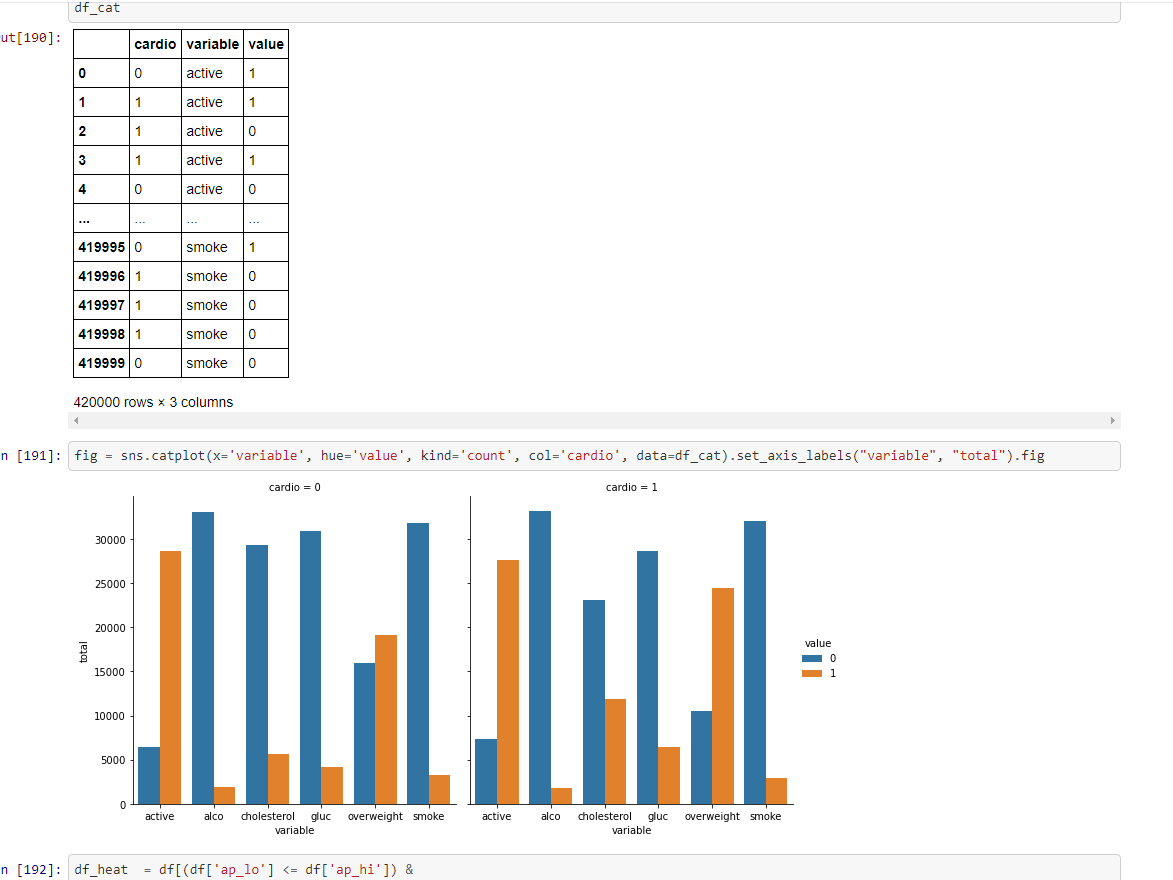 df_cat
ut[190]:
cardio variable value
0 0 active 1
1 1 active 1
2 1 active 0
3 1 active 1
4 0 active 0
... ... ... ...
419995 0 smoke 1
419996 1 smoke 0
419997 1 smoke 0
419998 1 smoke 0
419999 0 smoke 0
420000 rows × 3 columns
n [191]: fig = sns.catplot(x='variable', hue='value', kind='count', col='cardio', data=df_cat).set_axis_labels("variable", "total").fig
cardio = 0 cardio = 1
30000
25000
20000
15000
10000
5000
0
total
value
0
1
active alco cholesterol gluc overweight smoke active alco cholesterol gluc overweight smoke
variable variable
n [192]: df_heat  = df[(df['ap_lo'] <= df['ap_hi']) &